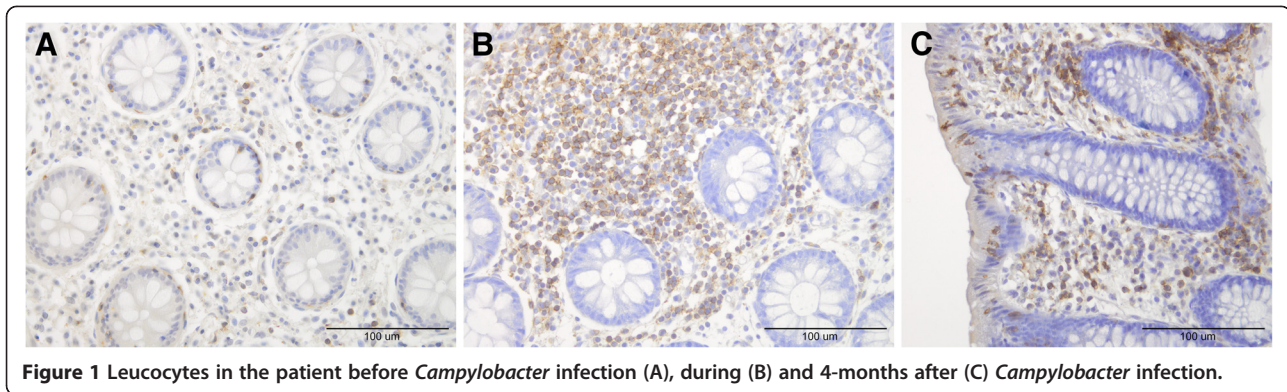 A
B
C
100 um
100 um
100 um
Figure 1 Leucocytes in the patient before Campylobacter infection (A), during (B) and 4-months after (C) Campylobacter infection.